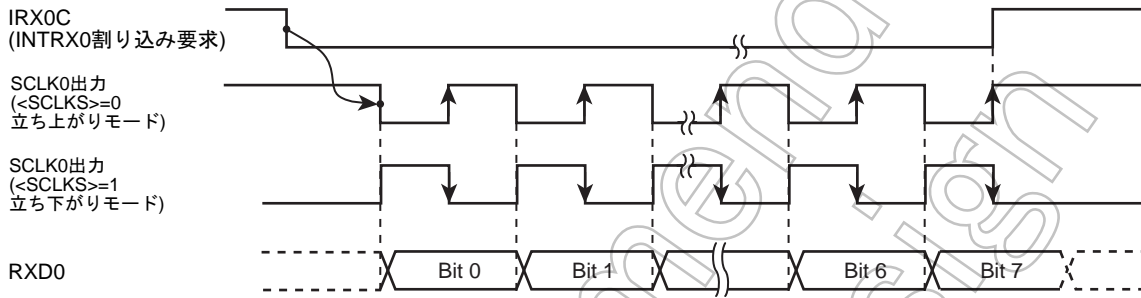 IRX0C
(INTRX0割り込み要求)
SCLK0出力
(<SCLKS>=0
立ち上がりモード)
SCLK0出力
(<SCLKS>=1
立ち下がりモード)
RXD0
Bit 0
Bit 1
Bit 6
Bit 7